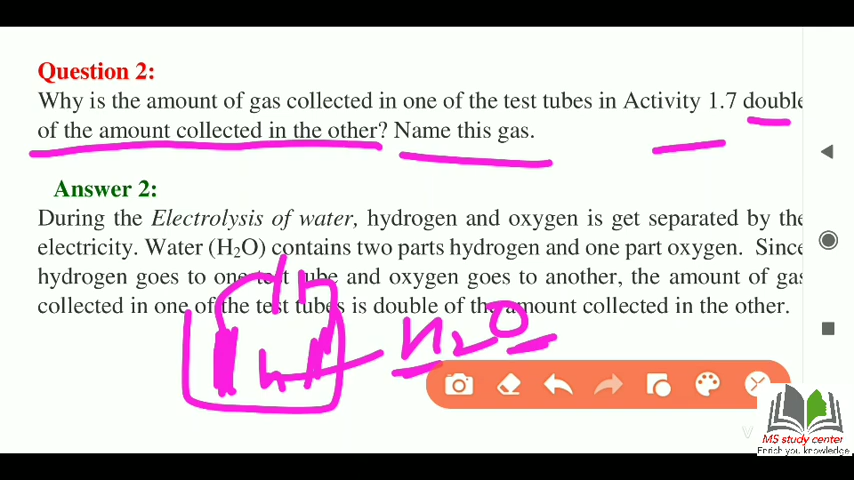 Question 2:
Why is the amount of gas collected in one of the test tubes in Activity 1.7 double
of the amount collected in the other? Name this gas.
Answer 2:
During the Electrolysis of water, hydrogen and oxygen is get separated by the
electricity. Water (H₂O) contains two parts hydrogen and one part oxygen. Since
hydrogen goes to one test tube and oxygen goes to another, the amount of gas
collected in one of the test tubes is double of the amount collected in the other.
H₂O
MS study center
Enrich you knowledge